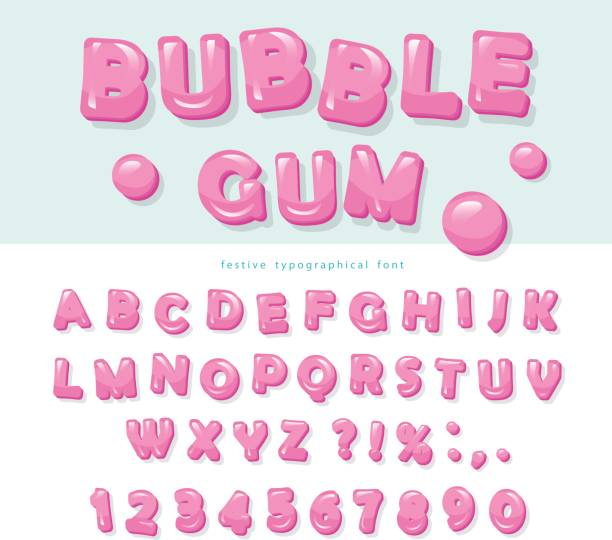 BUBBLE
GUM
festive typographical font
ABCDEFGHIJK
LMNOPQRSTUV
WXYZ?!%:;,.
1234567890